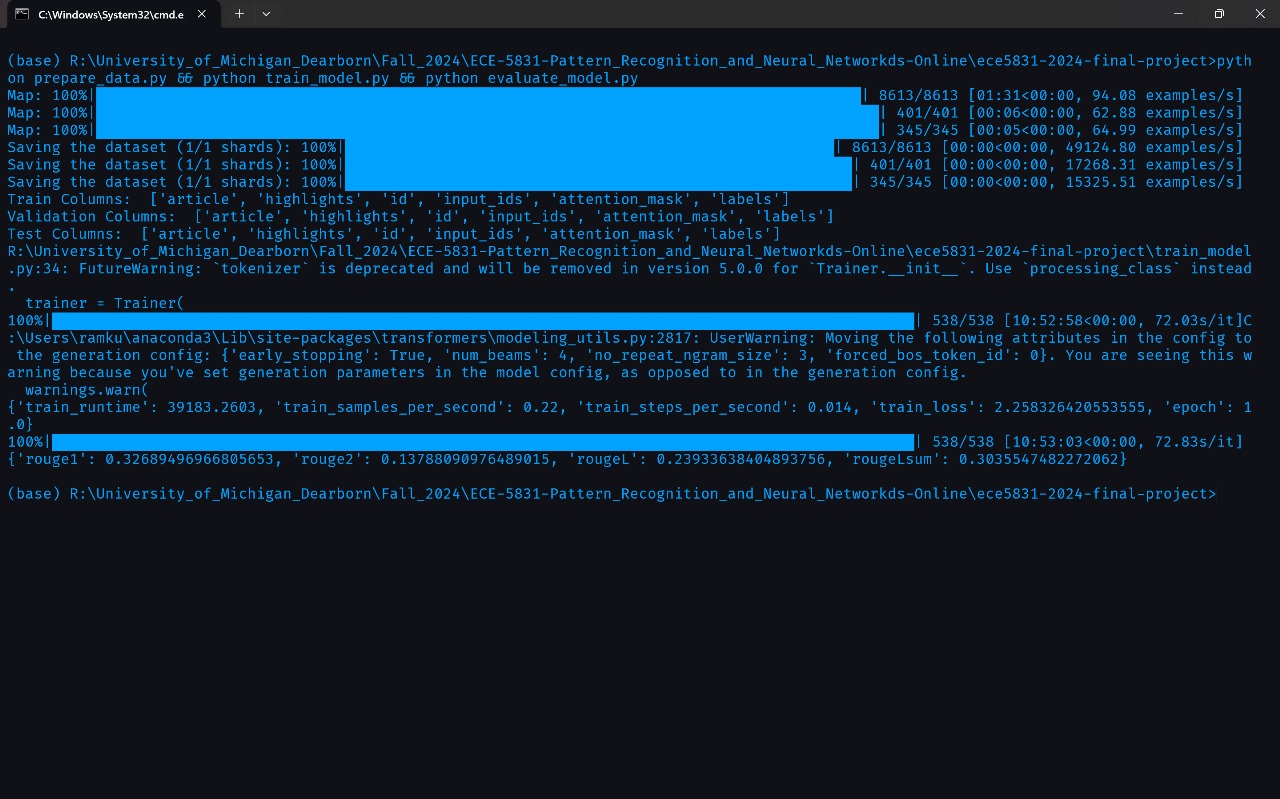 C:\Windows\System32\cmd.e
(base) R:\University_of_Michigan_Dearborn\Fall_2024\ECE-5831-Pattern_Recognition_and_Neural_Networkds-Online\ece5831-2024-final-project>pyth
on prepare_data.py && python train_model.py && python evaluate_model.py
Map: 100%| | 8613/8613 [01:31<00:00, 94.08 examples/s]
Map: 100%| | 401/401 [00:06<00:00, 62.88 examples/s]
Map: 100%| | 345/345 [00:05<00:00, 64.99 examples/s]
Saving the dataset (1/1 shards): 100%| | 8613/8613 [00:00<00:00, 49124.80 examples/s]
Saving the dataset (1/1 shards): 100%| | 401/401 [00:00<00:00, 17268.31 examples/s]
Saving the dataset (1/1 shards): 100%| | 345/345 [00:00<00:00, 15325.51 examples/s]
Train Columns:  ['article', 'highlights', 'id', 'input_ids', 'attention_mask', 'labels']
Validation Columns:  ['article', 'highlights', 'id', 'input_ids', 'attention_mask', 'labels']
Test Columns:  ['article', 'highlights', 'id', 'input_ids', 'attention_mask', 'labels']
R:\University_of_Michigan_Dearborn\Fall_2024\ECE-5831-Pattern_Recognition_and_Neural_Networkds-Online\ece5831-2024-final-project\train_model
.py:34: FutureWarning: `tokenizer` is deprecated and will be removed in version 5.0.0 for `Trainer.__init__`. Use `processing_class` instead
.
  trainer = Trainer(
100%| | 538/538 [10:52:58<00:00, 72.03s/it]C
:\Users\ramku\anaconda3\Lib\site-packages\transformers\modeling_utils.py:2817: UserWarning: Moving the following attributes in the config to
 the generation config: {'early_stopping': True, 'num_beams': 4, 'no_repeat_ngram_size': 3, 'forced_bos_token_id': 0}. You are seeing this w
arning because you've set generation parameters in the model config, as opposed to in the generation config.
  warnings.warn(
{'train_runtime': 39183.2603, 'train_samples_per_second': 0.22, 'train_steps_per_second': 0.014, 'train_loss': 2.258326420553555, 'epoch': 1
.0}
100%| | 538/538 [10:53:03<00:00, 72.83s/it]
{'rouge1': 0.32689496966805653, 'rouge2': 0.13788090976489015, 'rougeL': 0.23933638404893756, 'rougeLsum': 0.3035547482272062}
(base) R:\University_of_Michigan_Dearborn\Fall_2024\ECE-5831-Pattern_Recognition_and_Neural_Networkds-Online\ece5831-2024-final-project>